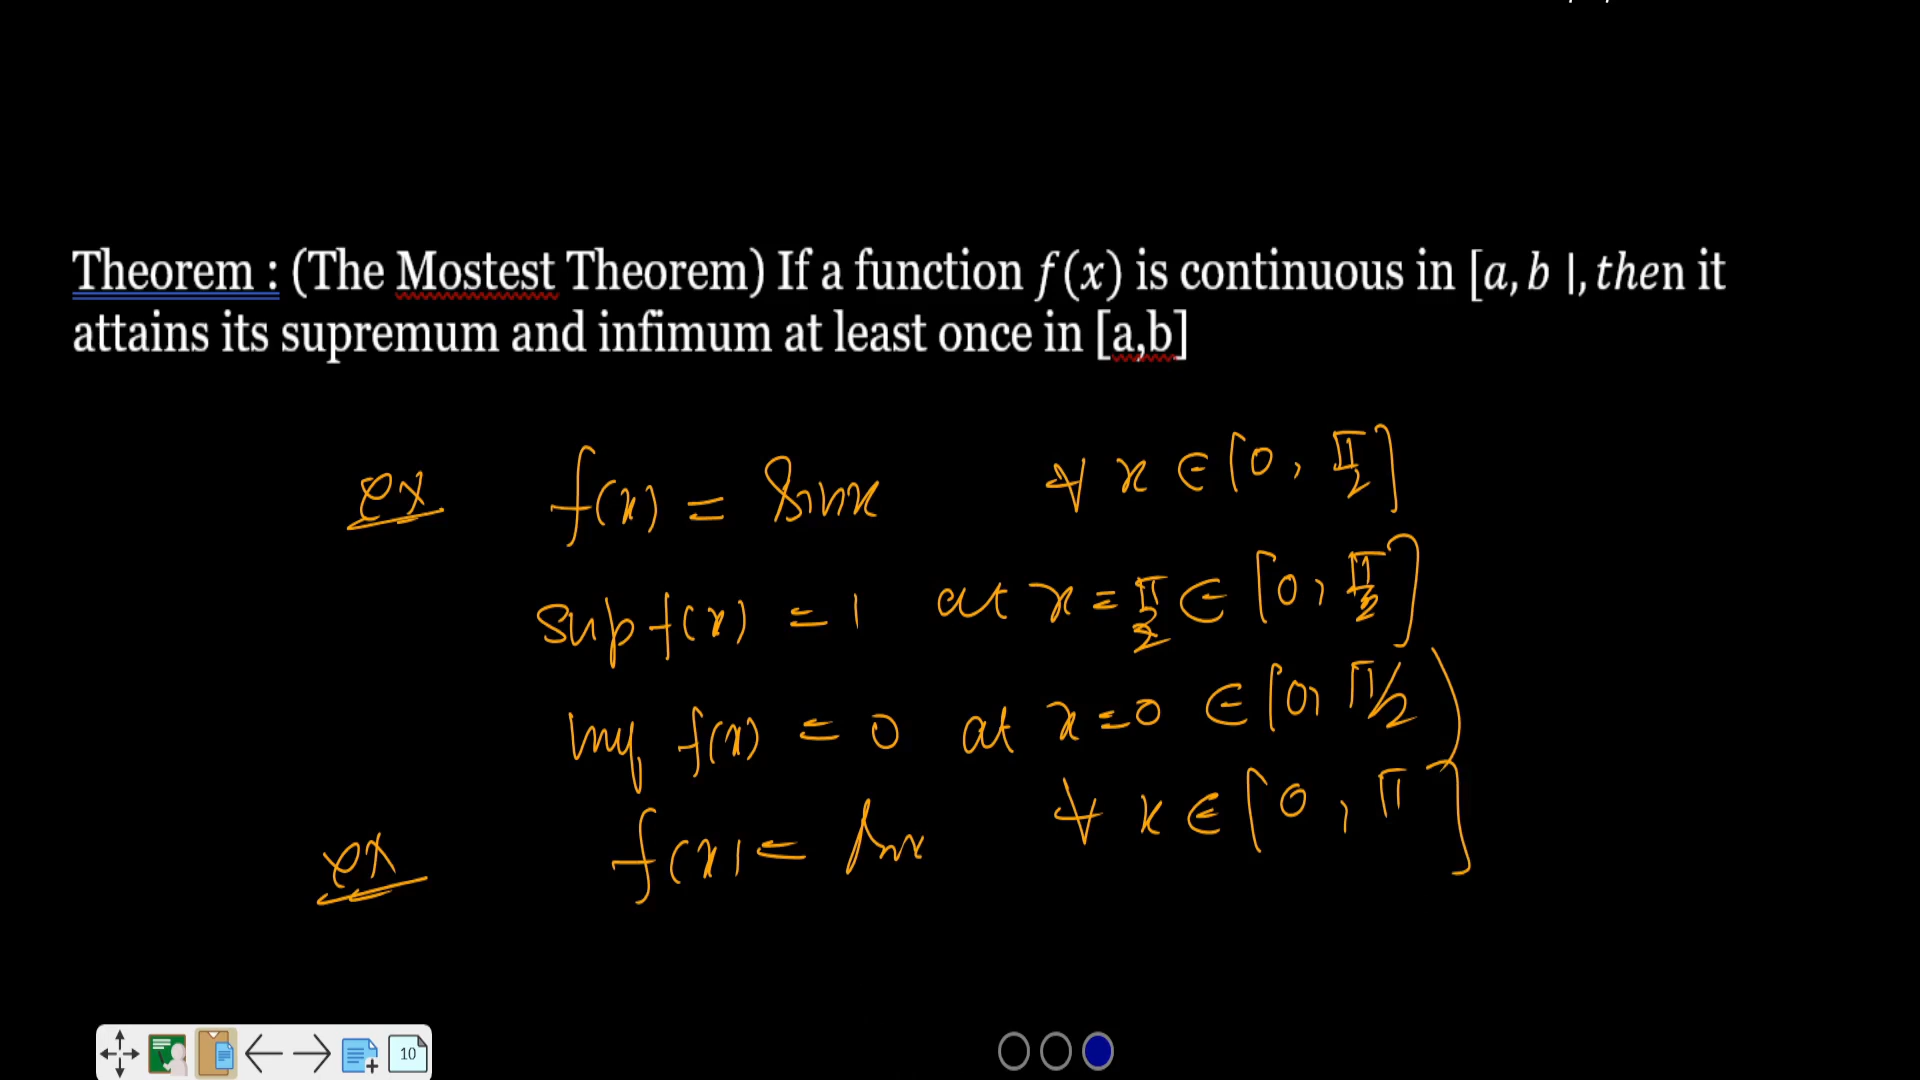 Theorem : (The Mostest Theorem) If a function f(x) is continuous in [a, b |, then it
attains its supremum and infimum at least once in [a,b]
ex f(x) = Sinx ∀ x ∈ [0, π/2]
sup f(x) = 1 at x = π/2 ∈ [0, π/2]
inf f(x) = 0 at x=0 ∈ [0, π/2)
ex f(x) = sinx ∀ x ∈ [0, π]
10